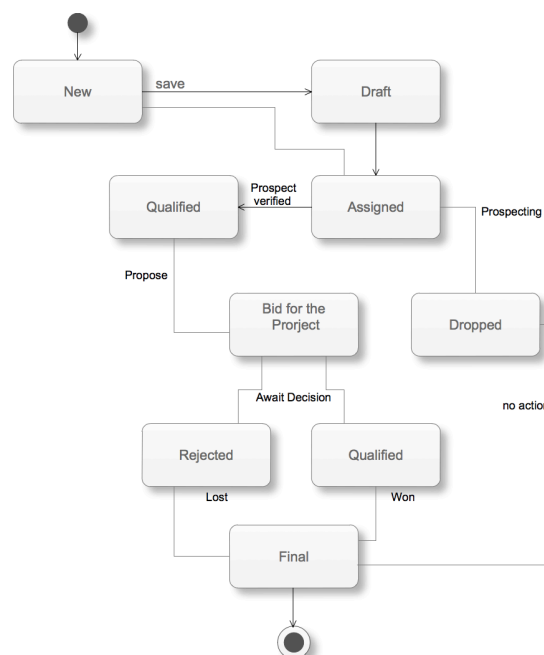 New
save
Draft
Qualified
Prospect
verified
Assigned
Prospecting
Propose
Bid for the
Prorject
Dropped
Await Decision
no action
Rejected
Qualified
Lost
Won
Final